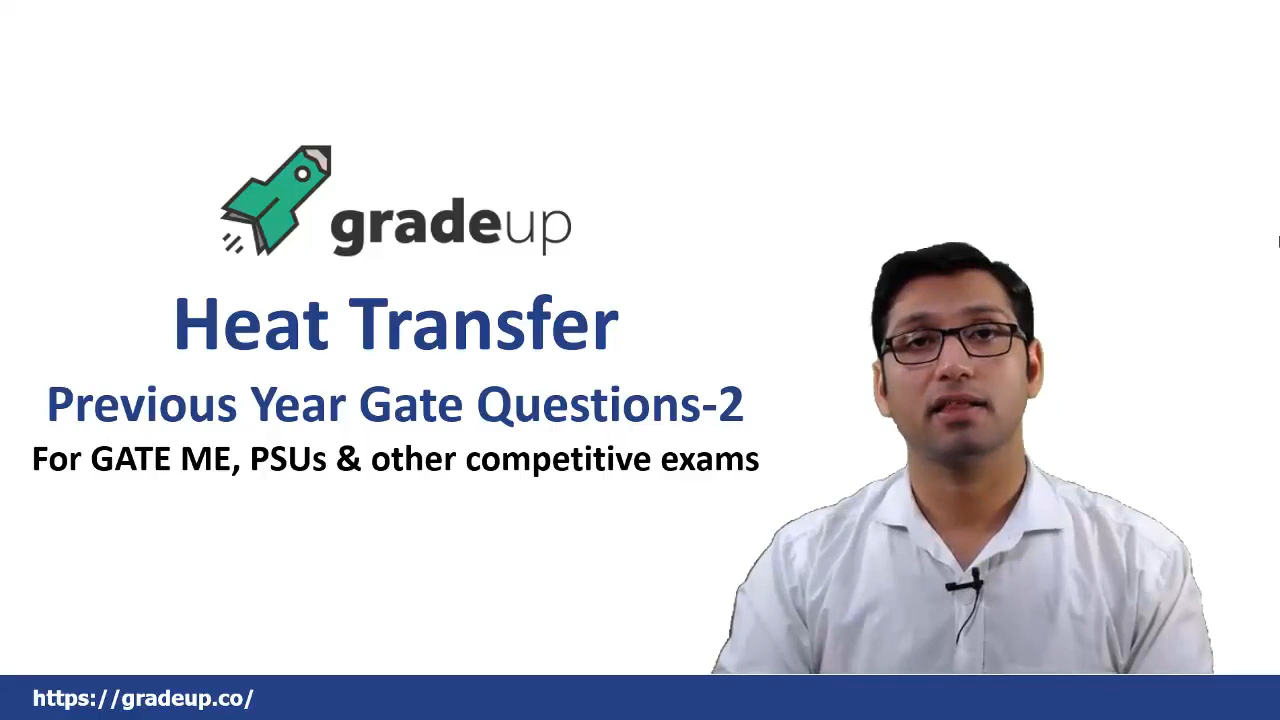 gradeup
Heat Transfer
Previous Year Gate Questions-2
For GATE ME, PSUs & other competitive exams
https://gradeup.co/